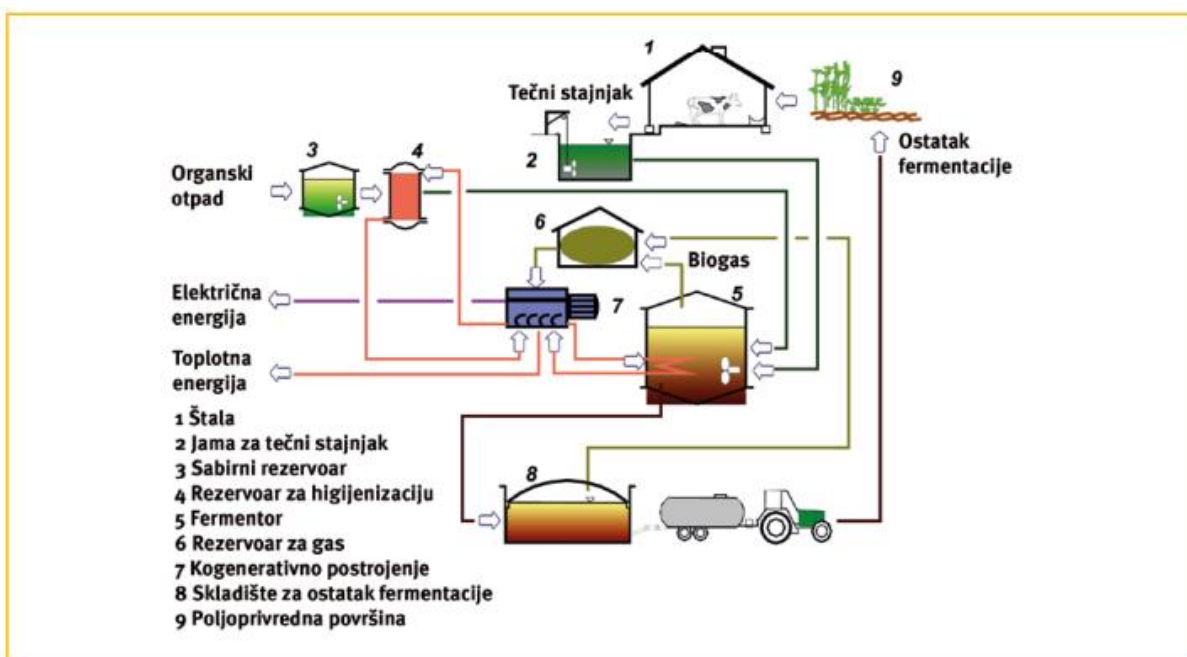 1
9
Tečni stajnjak
Ostatak
fermentacije
2
3
4
Organski
otpad
6
Biogas
5
Električna
energija
7
Toplotna
energija
8
1 Štala
2 Jama za tečni stajnjak
3 Sabirni rezervoar
4 Rezervoar za higijenizaciju
5 Fermentor
6 Rezervoar za gas
7 Kogenerativno postrojenje
8 Skladište za ostatak fermentacije
9 Poljoprivredna površina